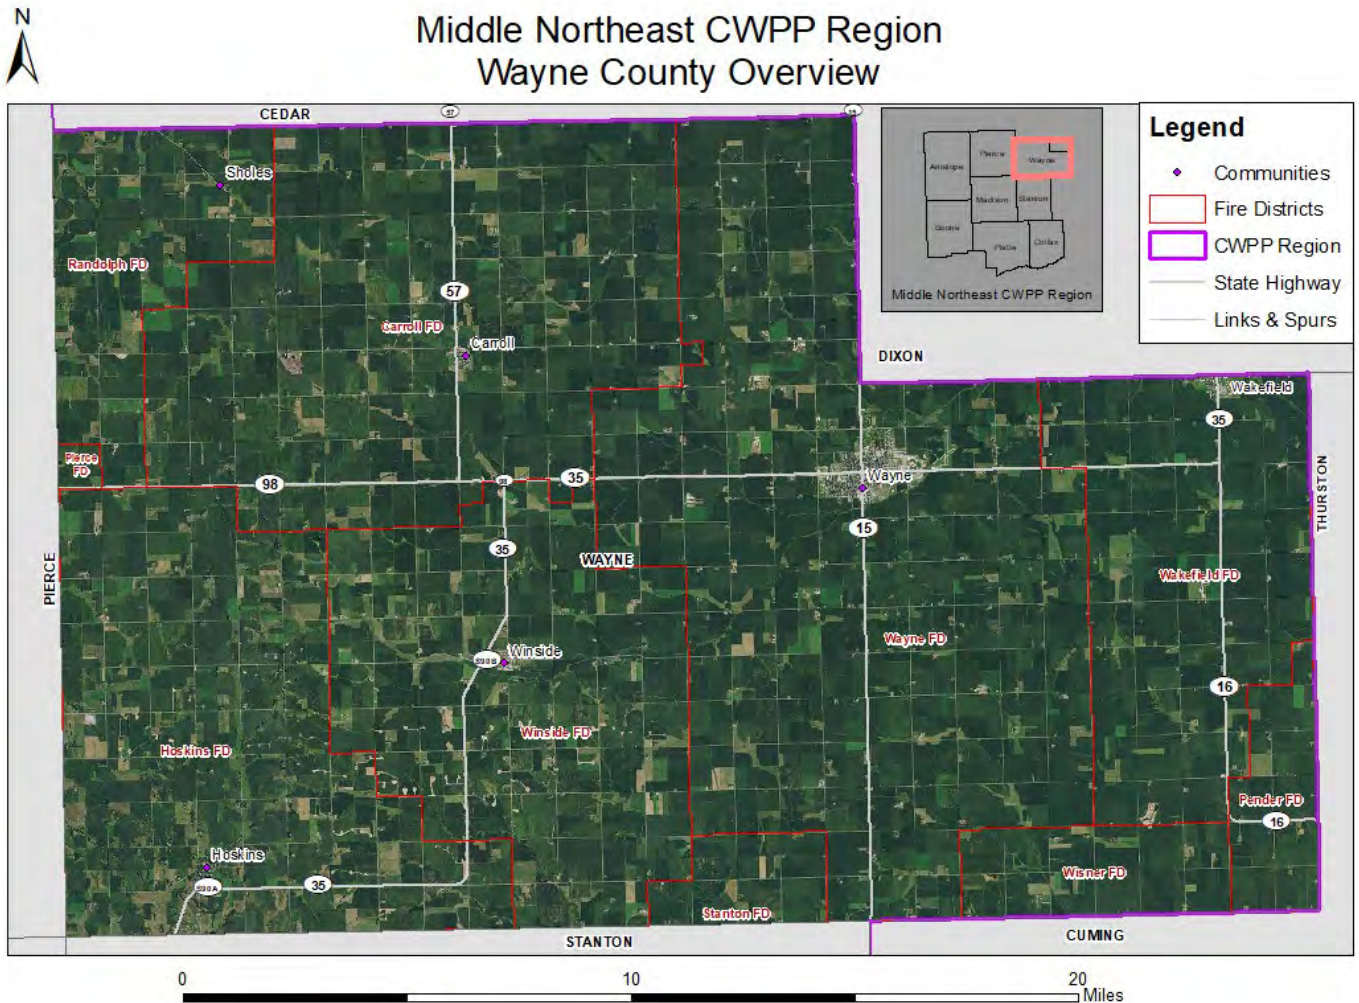 N
Middle Northeast CWPP Region
Wayne County Overview
CEDAR
57
15
Sholes
Randolph FD
57
Carroll FD
Carroll
Antelope
Pierce
Wayne
Madison
Stanton
Boone
Platte
Colfax
Middle Northeast CWPP Region
Legend
Communities
Fire Districts
CWPP Region
State Highway
Links & Spurs
DIXON
Wakefield
35
Pierce
FD
98
98
35
Wayne
THURSTON
15
35
WAYNE
PIERCE
Wakefield FD
Wayne FD
S90B
Winside
16
Winside FD
Hoskins FD
Pender FD
16
Hoskins
S90A
35
Wisner FD
Stanton FD
STANTON
CUMING
0
10
20
Miles